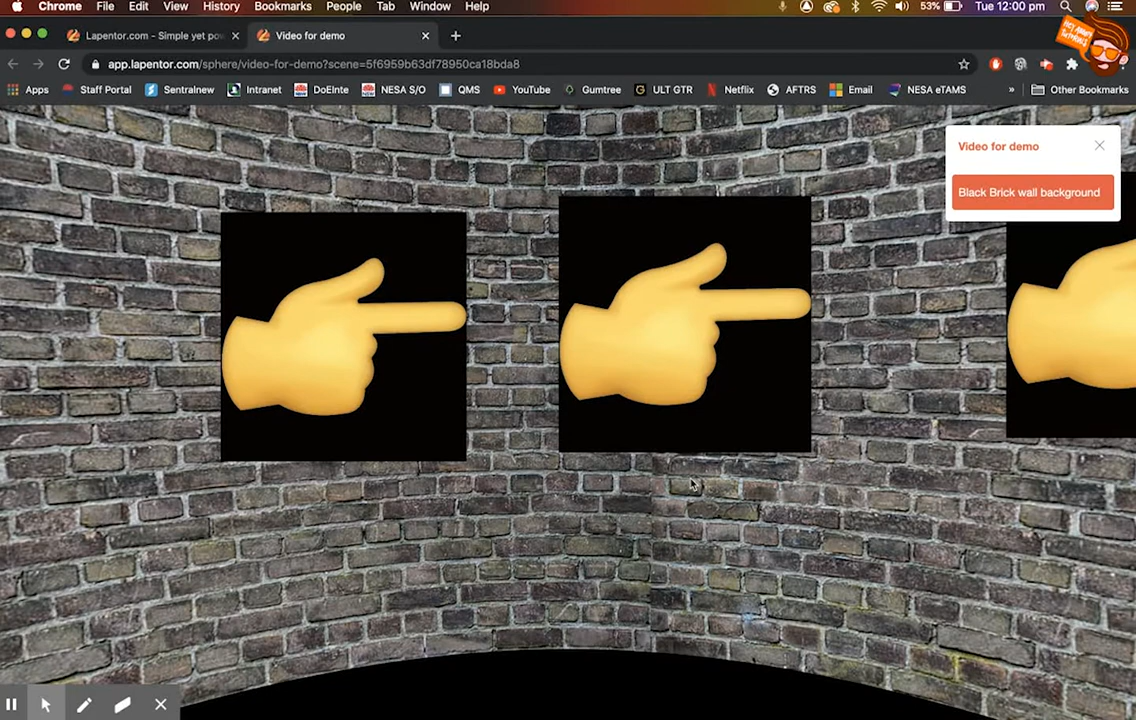 Chrome File Edit View History Bookmarks People Tab Window Help 53% Tue 12:00 pm
Lapentor.com - Simple yet pow Video for demo
app.lapentor.com/sphere/video-for-demo?scene=5f6959b63df78950ca18bda8
Apps Staff Portal Sentralnew Intranet DoEInte NESA S/O QMS YouTube Gumtree ULT GTR Netflix AFTRS Email NESA eTAMS » Other Bookmarks
Video for demo
Black Brick wall background